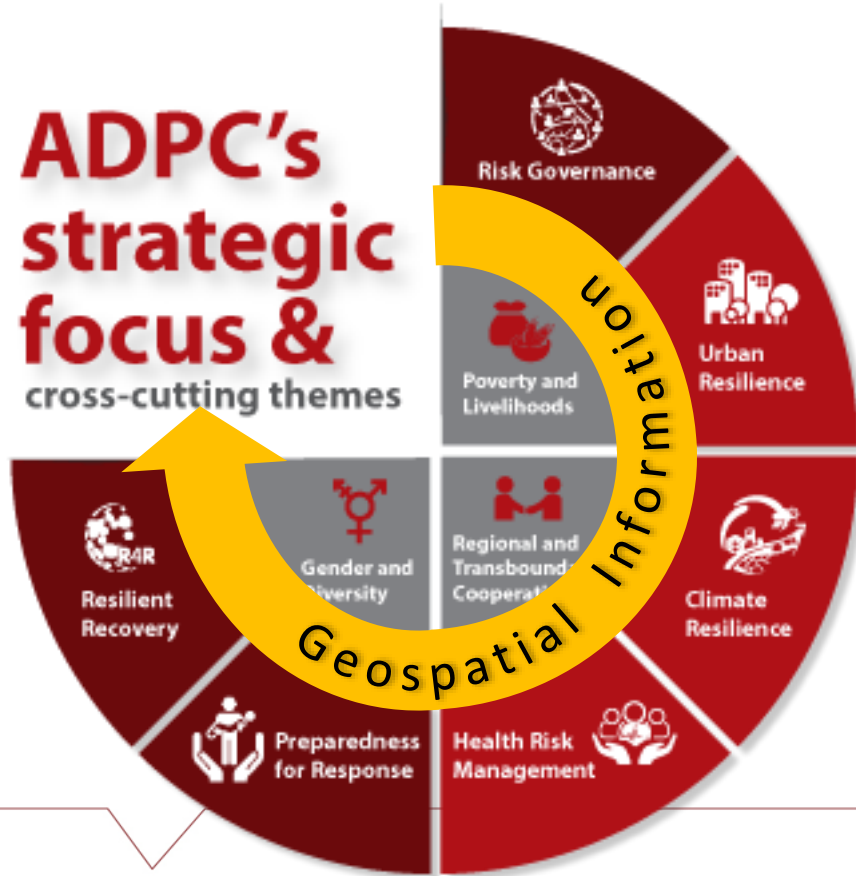 ADPC's
strategic
focus &
cross-cutting themes
Risk Governance
Urban
Resilience
Poverty and
Livelihoods
Geospatial Information
Gender and
Regional and
R4R
Resilient
Recovery
Climate
Resilience
Preparedness
for Response
Health Risk
Management